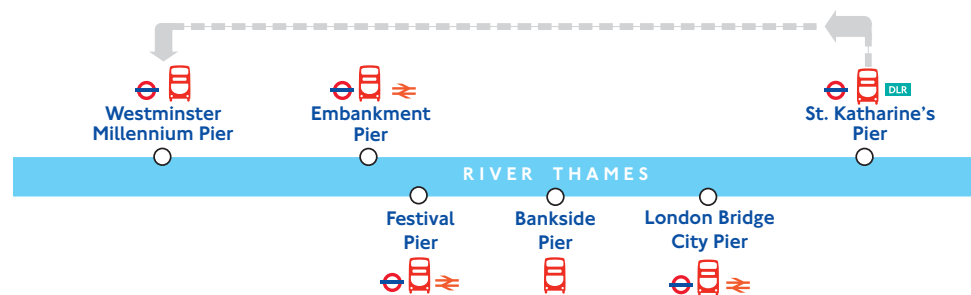 Westminster
Millennium Pier
Embankment
Pier
DLR
St. Katharine's
Pier
RIVER THAMES
Festival
Pier
Bankside
Pier
London Bridge
City Pier